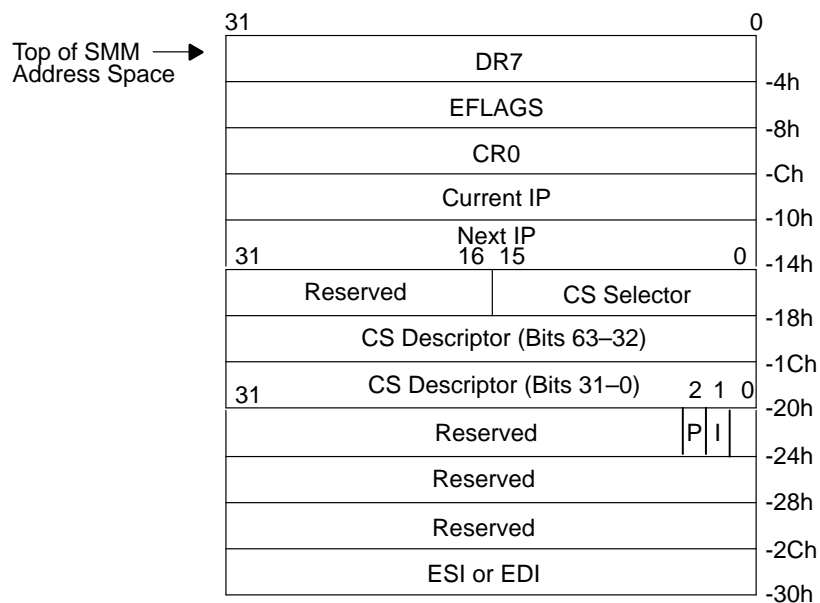 31 0
Top of SMM
Address Space
DR7
-4h
EFLAGS
-8h
CR0
-Ch
Current IP
-10h
Next IP
31 16 15 0
-14h
Reserved CS Selector
-18h
CS Descriptor (Bits 63–32)
-1Ch
CS Descriptor (Bits 31–0)
31 2 1 0
-20h
Reserved P I
-24h
Reserved
-28h
Reserved
-2Ch
ESI or EDI
-30h